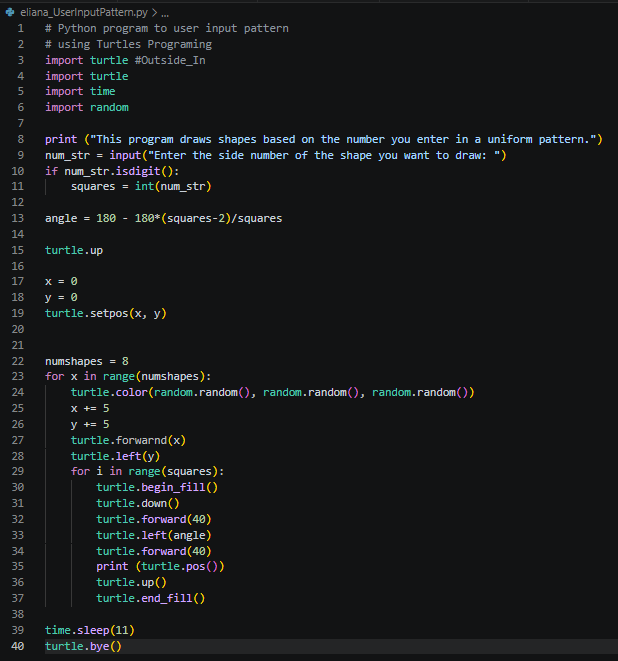 eliana_UserInputPattern.py > ...
1 # Python program to user input pattern
2 # using Turtles Programing
3 import turtle #Outside_In
4 import turtle
5 import time
6 import random
7
8 print ("This program draws shapes based on the number you enter in a uniform pattern.")
9 num_str = input("Enter the side number of the shape you want to draw: ")
10 if num_str.isdigit():
11     squares = int(num_str)
12
13 angle = 180 - 180*(squares-2)/squares
14
15 turtle.up
16
17 x = 0
18 y = 0
19 turtle.setpos(x, y)
20
21
22 numshapes = 8
23 for x in range(numshapes):
24     turtle.color(random.random(), random.random(), random.random())
25     x += 5
26     y += 5
27     turtle.forwarnd(x)
28     turtle.left(y)
29     for i in range(squares):
30         turtle.begin_fill()
31         turtle.down()
32         turtle.forward(40)
33         turtle.left(angle)
34         turtle.forward(40)
35         print (turtle.pos())
36         turtle.up()
37         turtle.end_fill()
38
39 time.sleep(11)
40 turtle.bye()